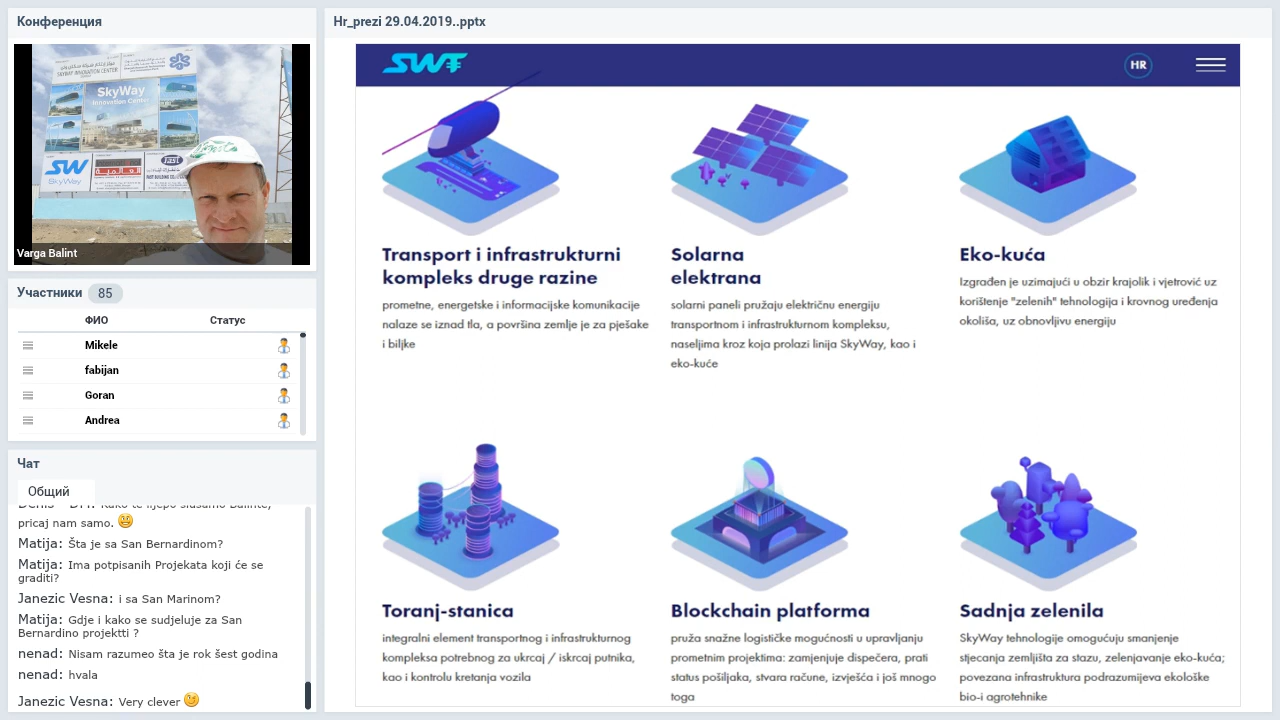 Конференция
SKYWAY INNOVATION CENTER
SkyWay
Innovation Center
SW
SkyWay
Varga Balint
Участники 85
ФИО Статус
Mikele
fabijan
Goran
Andrea
Чат
Общий
pricaj nam samo.
Matija: Šta je sa San Bernardinom?
Matija: Ima potpisanih Projekata koji će se
graditi?
Janezic Vesna: i sa San Marinom?
Matija: Gdje i kako se sudjeluje za San
Bernardino projektti ?
nenad: Nisam razumeo šta je rok šest godina
nenad: hvala
Janezic Vesna: Very clever
Hr_prezi 29.04.2019..pptx
SWT
HR
Transport i infrastrukturni
kompleks druge razine
prometne, energetske i informacijske komunikacije
nalaze se iznad tla, a površina zemlje je za pješake
i biljke
Solarna
elektrana
solarni paneli pružaju električnu energiju
transportnom i infrastrukturnom kompleksu,
naseljima kroz koja prolazi linija SkyWay, kao i
eko-kuće
Eko-kuća
Izgrađen je uzimajući u obzir krajolik i vjetrović uz
korištenje "zelenih" tehnologija i krovnog uređenja
okoliša, uz obnovljivu energiju
Toranj-stanica
integralni element transportnog i infrastrukturnog
kompleksa potrebnog za ukrcaj / iskrcaj putnika,
kao i kontrolu kretanja vozila
Blockchain platforma
pruža snažne logističke mogućnosti u upravljanju
prometnim projektima: zamjenjuje dispečera, prati
status pošiljaka, stvara račune, izvješća i još mnogo
toga
Sadnja zelenila
SkyWay tehnologije omogućuju smanjenje
stjecanja zemljišta za stazu, zelenjavanje eko-kuća;
povezana infrastruktura podrazumijeva ekološke
bio-i agrotehnike